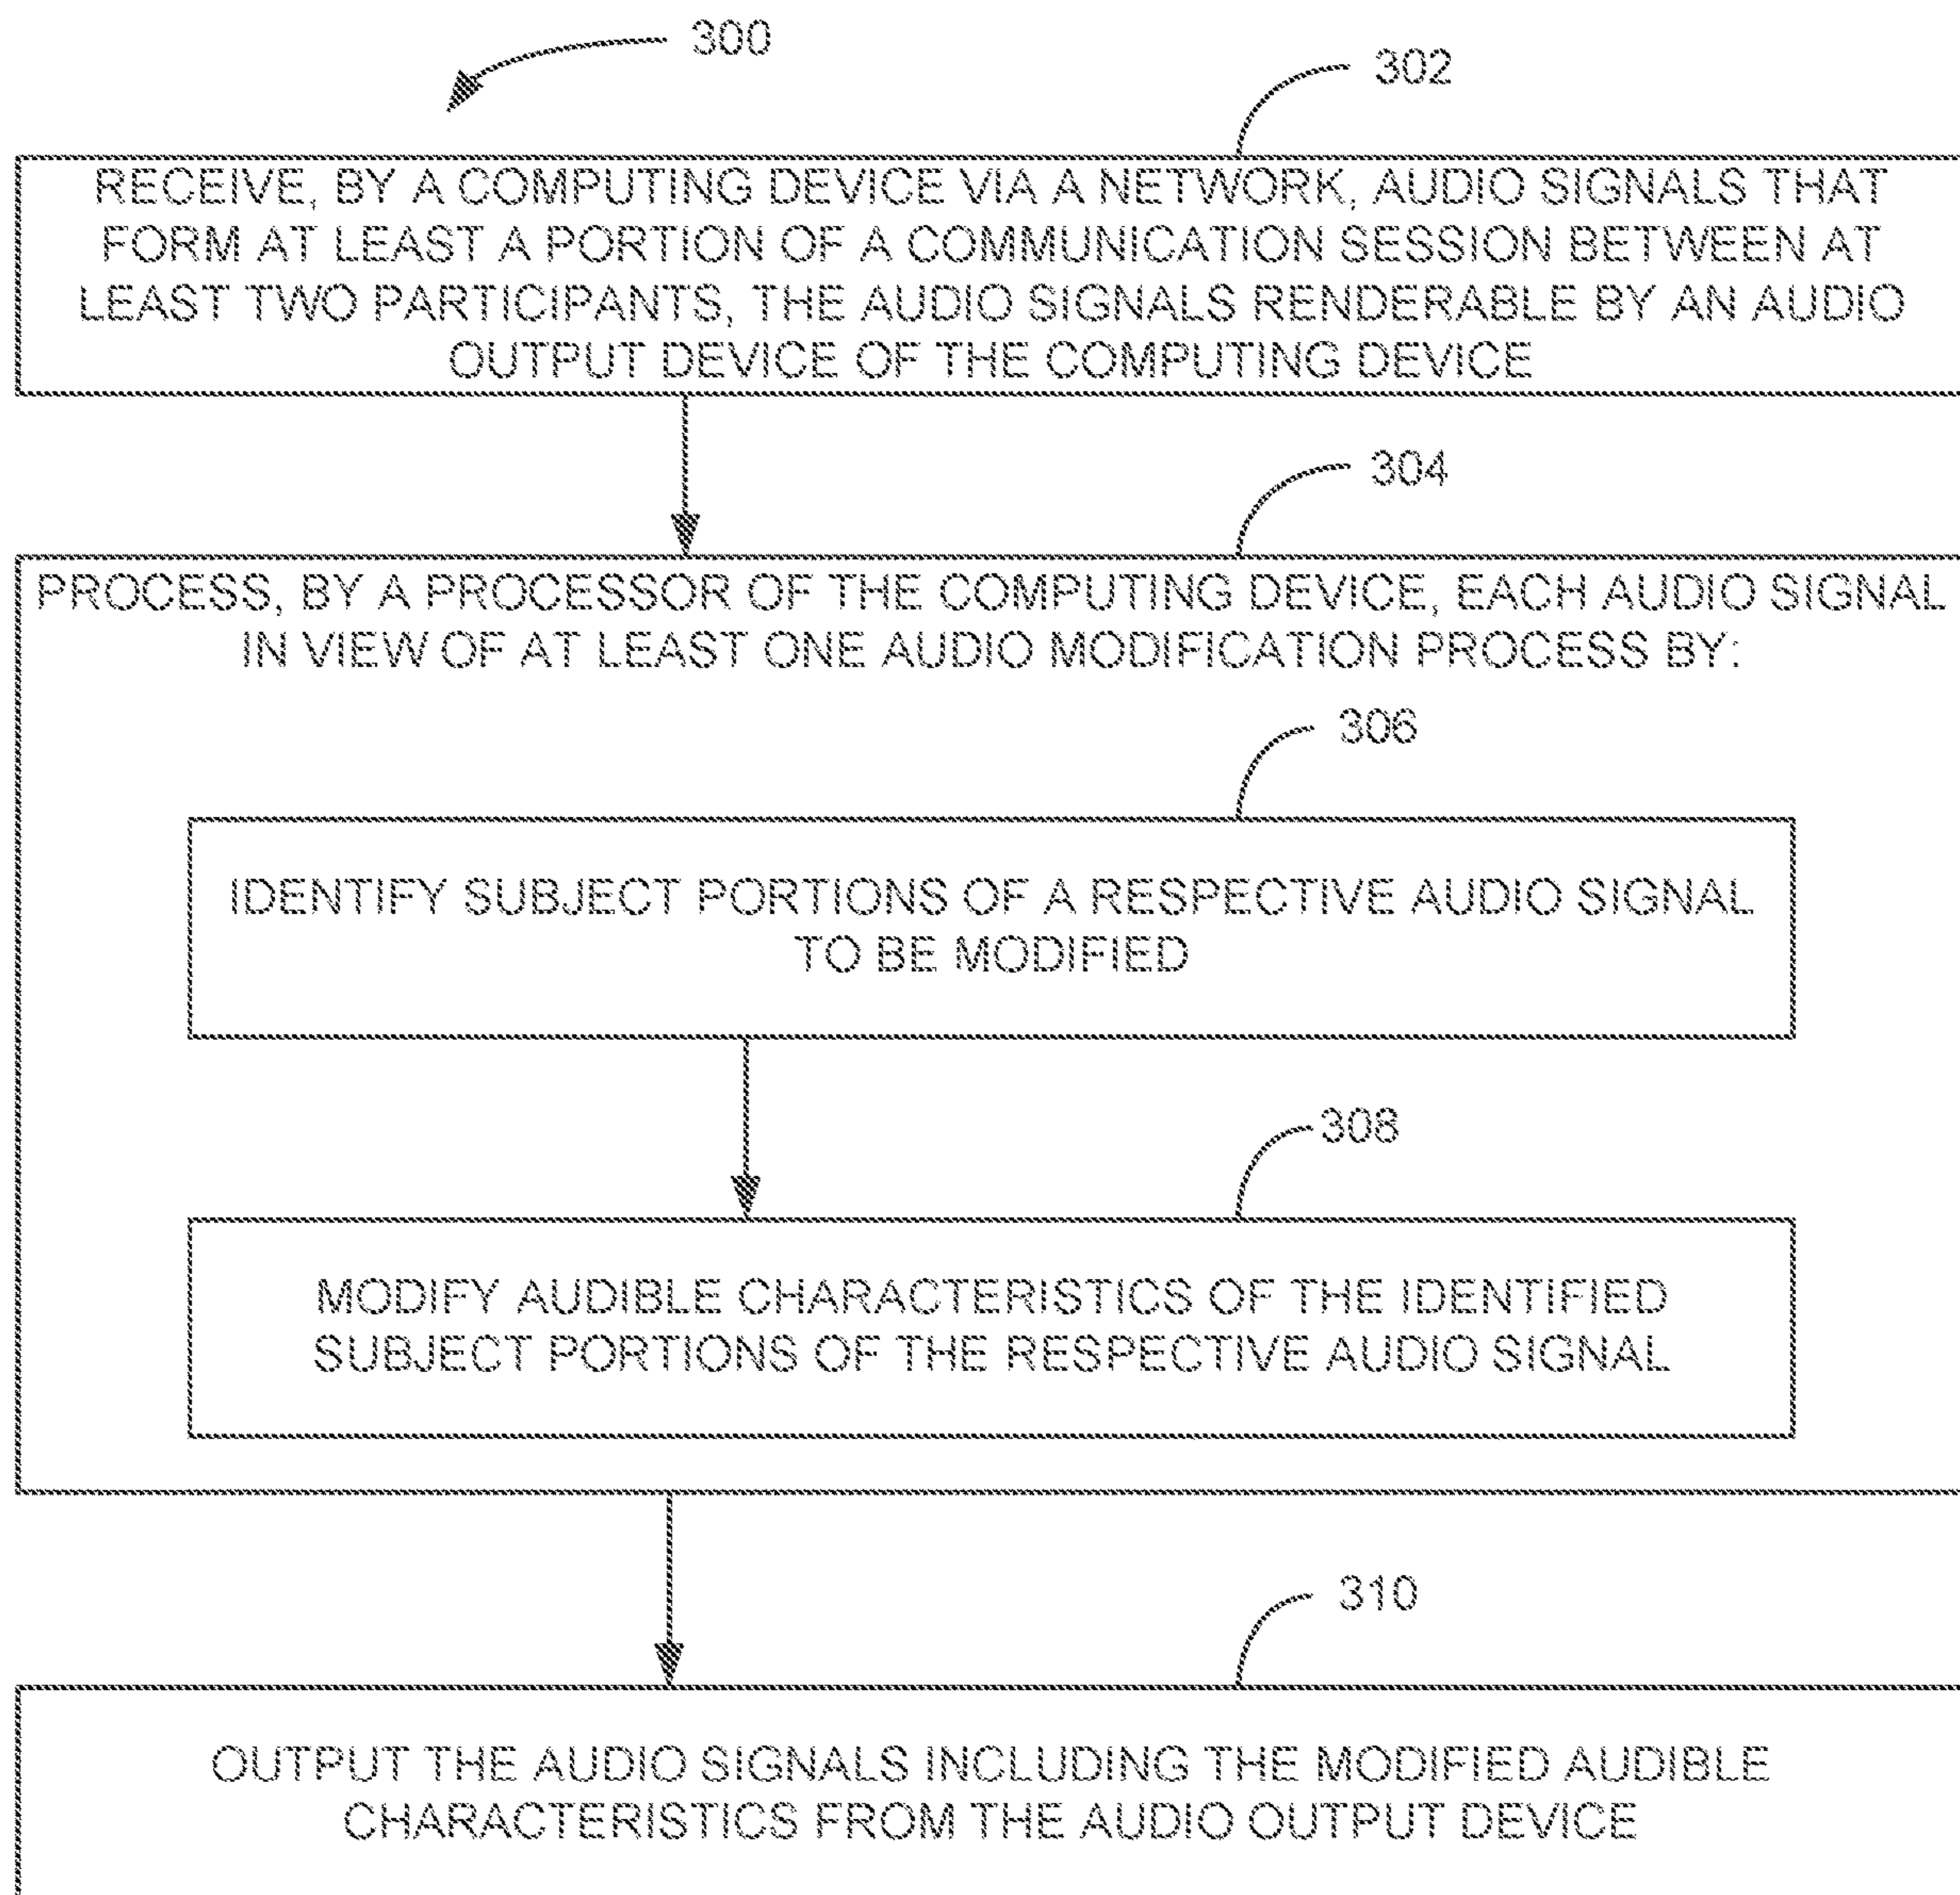 300
302
RECEIVE, BY A COMPUTING DEVICE VIA A NETWORK, AUDIO SIGNALS THAT
FORM AT LEAST A PORTION OF A COMMUNICATION SESSION BETWEEN AT
LEAST TWO PARTICIPANTS, THE AUDIO SIGNALS RENDERABLE BY AN AUDIO
OUTPUT DEVICE OF THE COMPUTING DEVICE
304
PROCESS, BY A PROCESSOR OF THE COMPUTING DEVICE, EACH AUDIO SIGNAL
IN VIEW OF AT LEAST ONE AUDIO MODIFICATION PROCESS BY:
306
IDENTIFY SUBJECT PORTIONS OF A RESPECTIVE AUDIO SIGNAL
TO BE MODIFIED
308
MODIFY AUDIBLE CHARACTERISTICS OF THE IDENTIFIED
SUBJECT PORTIONS OF THE RESPECTIVE AUDIO SIGNAL
310
OUTPUT THE AUDIO SIGNALS INCLUDING THE MODIFIED AUDIBLE
CHARACTERISTICS FROM THE AUDIO OUTPUT DEVICE